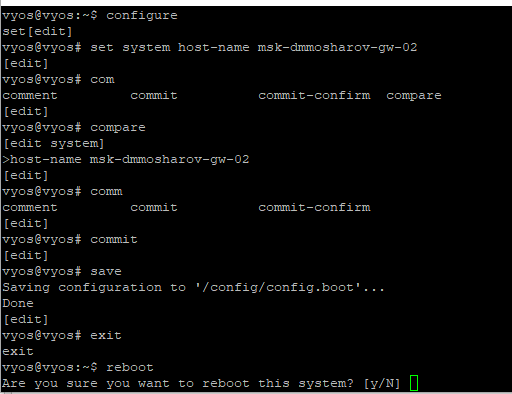 vyos@vyos:~$ configure
set[edit]
vyos@vyos# set system host-name msk-dmmosharov-gw-02
[edit]
vyos@vyos# com
comment         commit          commit-confirm  compare
[edit]
vyos@vyos# compare
[edit system]
>host-name msk-dmmosharov-gw-02
[edit]
vyos@vyos# comm
comment         commit          commit-confirm
[edit]
vyos@vyos# commit
[edit]
vyos@vyos# save
Saving configuration to '/config/config.boot'...
Done
[edit]
vyos@vyos# exit
exit
vyos@vyos:~$ reboot
Are you sure you want to reboot this system? [y/N]